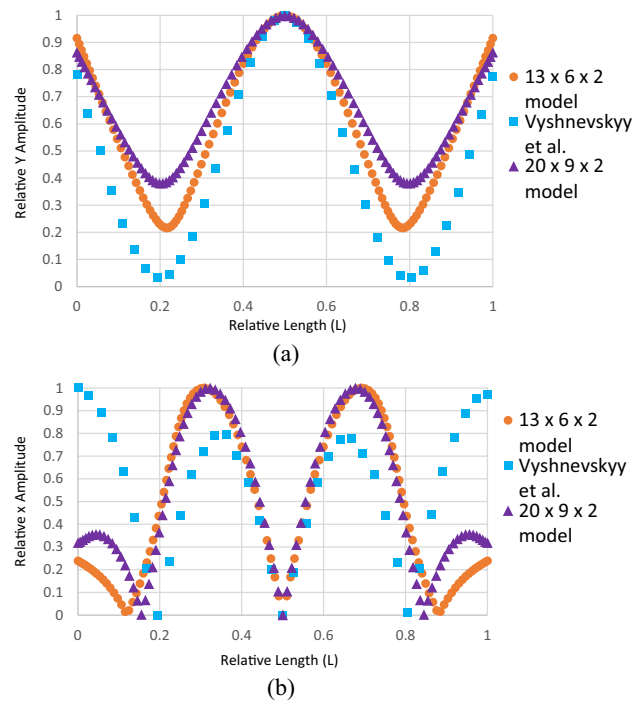 Relative Y Amplitude
1
0.9
0.8
0.7
0.6
0.5
0.4
0.3
0.2
0.1
0
0 0.2 0.4 0.6 0.8 1
Relative Length (L)
13 x 6 x 2
model
Vyshnevskyy
et al.
20 x 9 x 2
model
(a)
Relative x Amplitude
1
0.9
0.8
0.7
0.6
0.5
0.4
0.3
0.2
0.1
0
0 0.2 0.4 0.6 0.8 1
Relative Length (L)
13 x 6 x 2
model
Vyshnevskyy
et al.
20 x 9 x 2
model
(b)